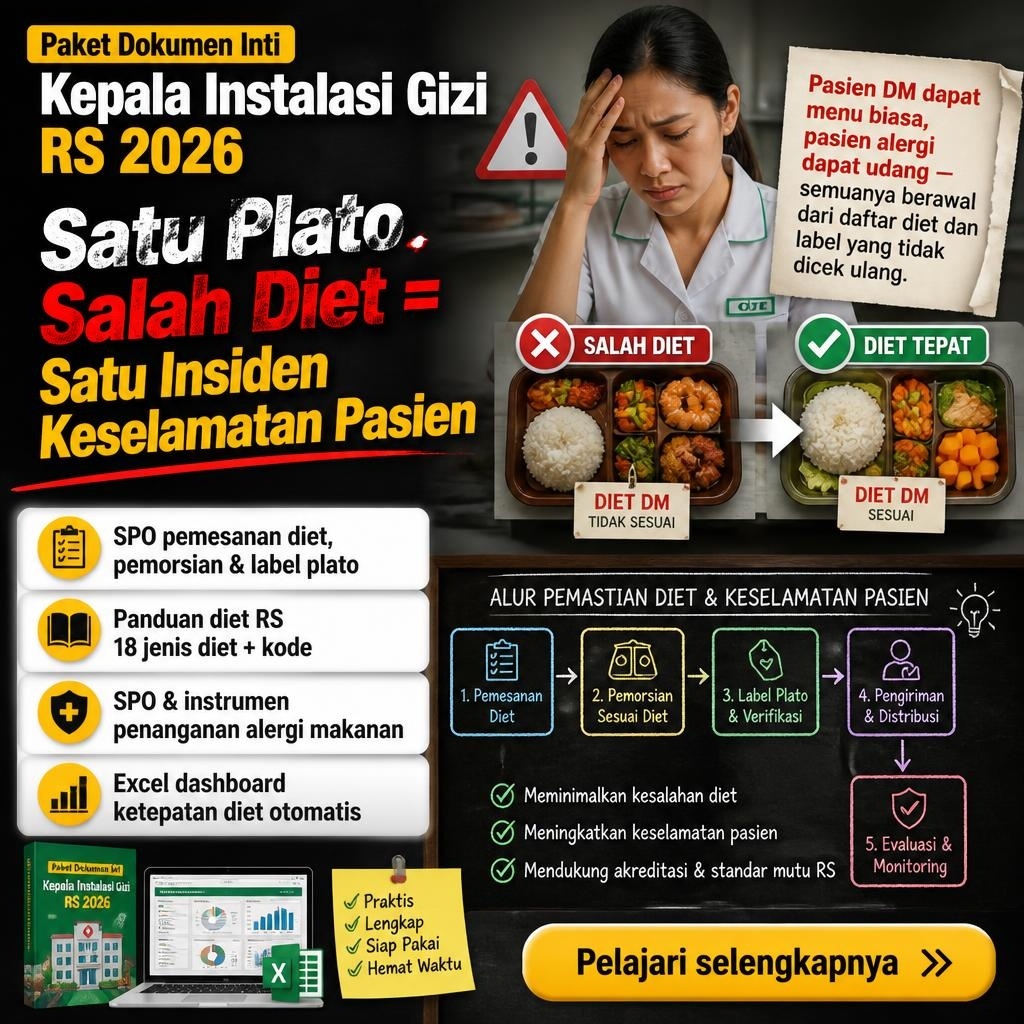 Paket Dokumen Inti
Kepala Instalasi Gizi
RS 2026
Satu Plato.
Salah Diet =
Satu Insiden
Keselamatan Pasien
Pasien DM dapat
menu biasa,
pasien alergi
dapat udang —
semuanya berawal
dari daftar diet dan
label yang tidak
dicek ulang.
SALAH DIET
DIET TEPAT
DIET DM
TIDAK SESUAI
DIET DM
SESUAI
SPO pemesanan diet,
pemorsian & label plato
Panduan diet RS
18 jenis diet + kode
SPO & instrumen
penanganan alergi makanan
Excel dashboard
ketepatan diet otomatis
ALUR PEMASTIAN DIET & KESELAMATAN PASIEN
1. Pemesanan
Diet
2. Pemorsian
Sesuai Diet
3. Label Plato
& Verifikasi
4. Pengiriman
& Distribusi
5. Evaluasi &
Monitoring
Meminimalkan kesalahan diet
Meningkatkan keselamatan pasien
Mendukung akreditasi & standar mutu RS
Kepala Instalasi Gizi
RS 2026
X
Praktis
Lengkap
Siap Pakai
Hemat Waktu
Pelajari selengkapnya